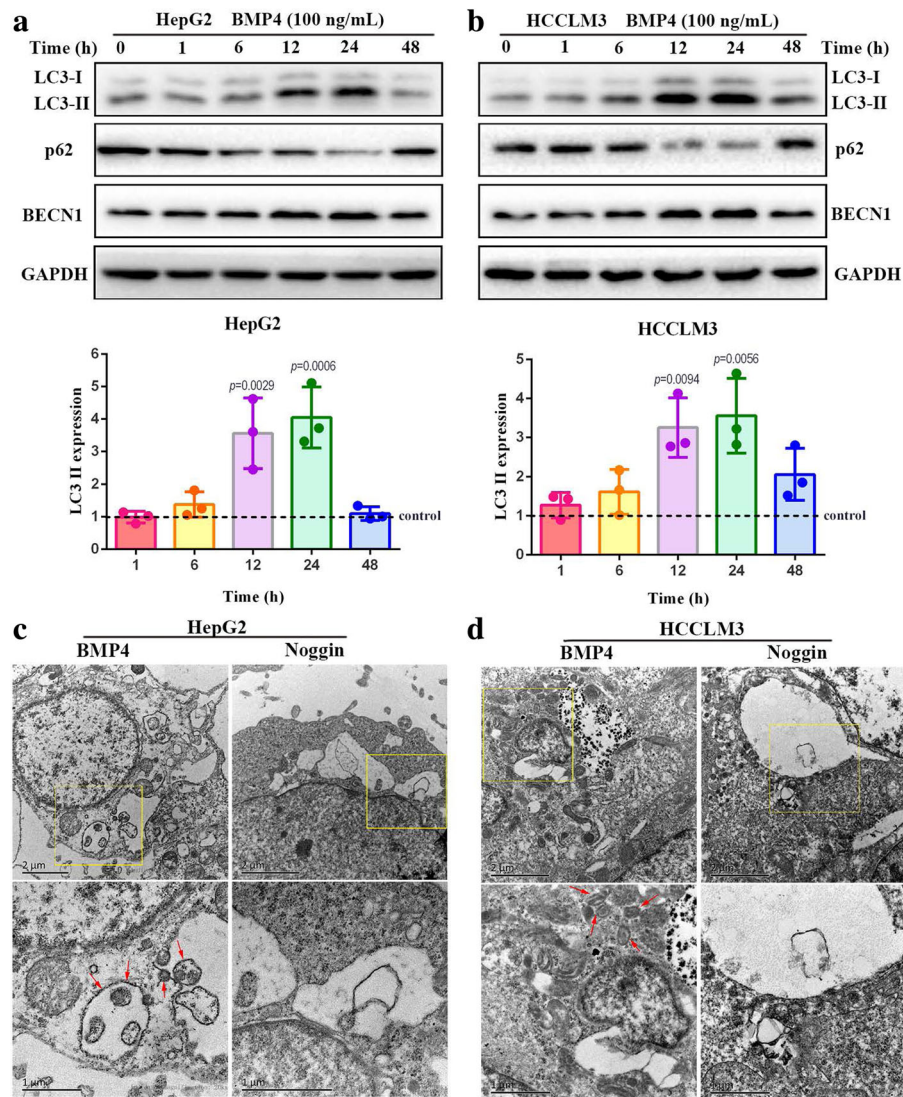 a HepG2 BMP4 (100 ng/mL)
Time (h) 0 1 6 12 24 48
LC3-I
LC3-II
p62
BECN1
GAPDH
b HCCLM3 BMP4 (100 ng/mL)
0 1 6 12 24 48 Time (h)
LC3-I
LC3-II
p62
BECN1
GAPDH
HepG2
LC3 II expression
6
5
4
3
2
1
0
p=0.0029
p=0.0006
control
1 6 12 24 48
Time (h)
HCCLM3
LC3 II expression
5
4
3
2
1
0
p=0.0094
p=0.0056
control
1 6 12 24 48
Time (h)
c HepG2
BMP4 Noggin
2 μm
2 μm
1 μm
1 μm
d HCCLM3
BMP4 Noggin
2 μm
2 μm
1 μm
1 μm